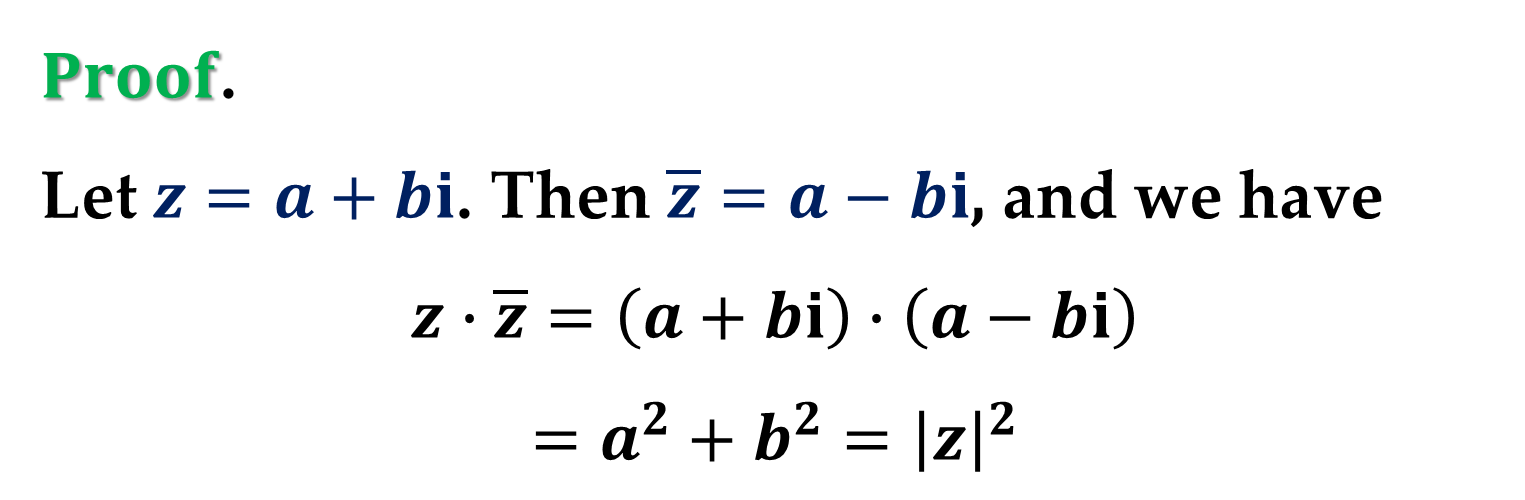 Proof.
Let z = a + bi. Then z̅ = a − bi, and we have
z · z̅ = (a + bi) · (a − bi)
= a² + b² = |z|²